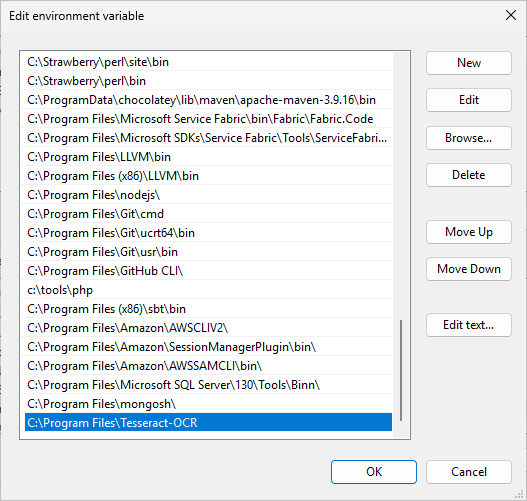 Edit environment variable
C:\Strawberry\perl\site\bin
C:\Strawberry\perl\bin
C:\ProgramData\chocolatey\lib\maven\apache-maven-3.9.16\bin
C:\Program Files\Microsoft Service Fabric\bin\Fabric\Fabric.Code
C:\Program Files\Microsoft SDKs\Service Fabric\Tools\ServiceFabri...
C:\Program Files\LLVM\bin
C:\Program Files (x86)\LLVM\bin
C:\Program Files\nodejs\
C:\Program Files\Git\cmd
C:\Program Files\Git\ucrt64\bin
C:\Program Files\Git\usr\bin
C:\Program Files\GitHub CLI\
c:\tools\php
C:\Program Files (x86)\sbt\bin
C:\Program Files\Amazon\AWSCLIV2\
C:\Program Files\Amazon\SessionManagerPlugin\bin\
C:\Program Files\Amazon\AWSSAMCLI\bin\
C:\Program Files\Microsoft SQL Server\130\Tools\Binn\
C:\Program Files\mongosh\
C:\Program Files\Tesseract-OCR
New
Edit
Browse...
Delete
Move Up
Move Down
Edit text...
OK
Cancel